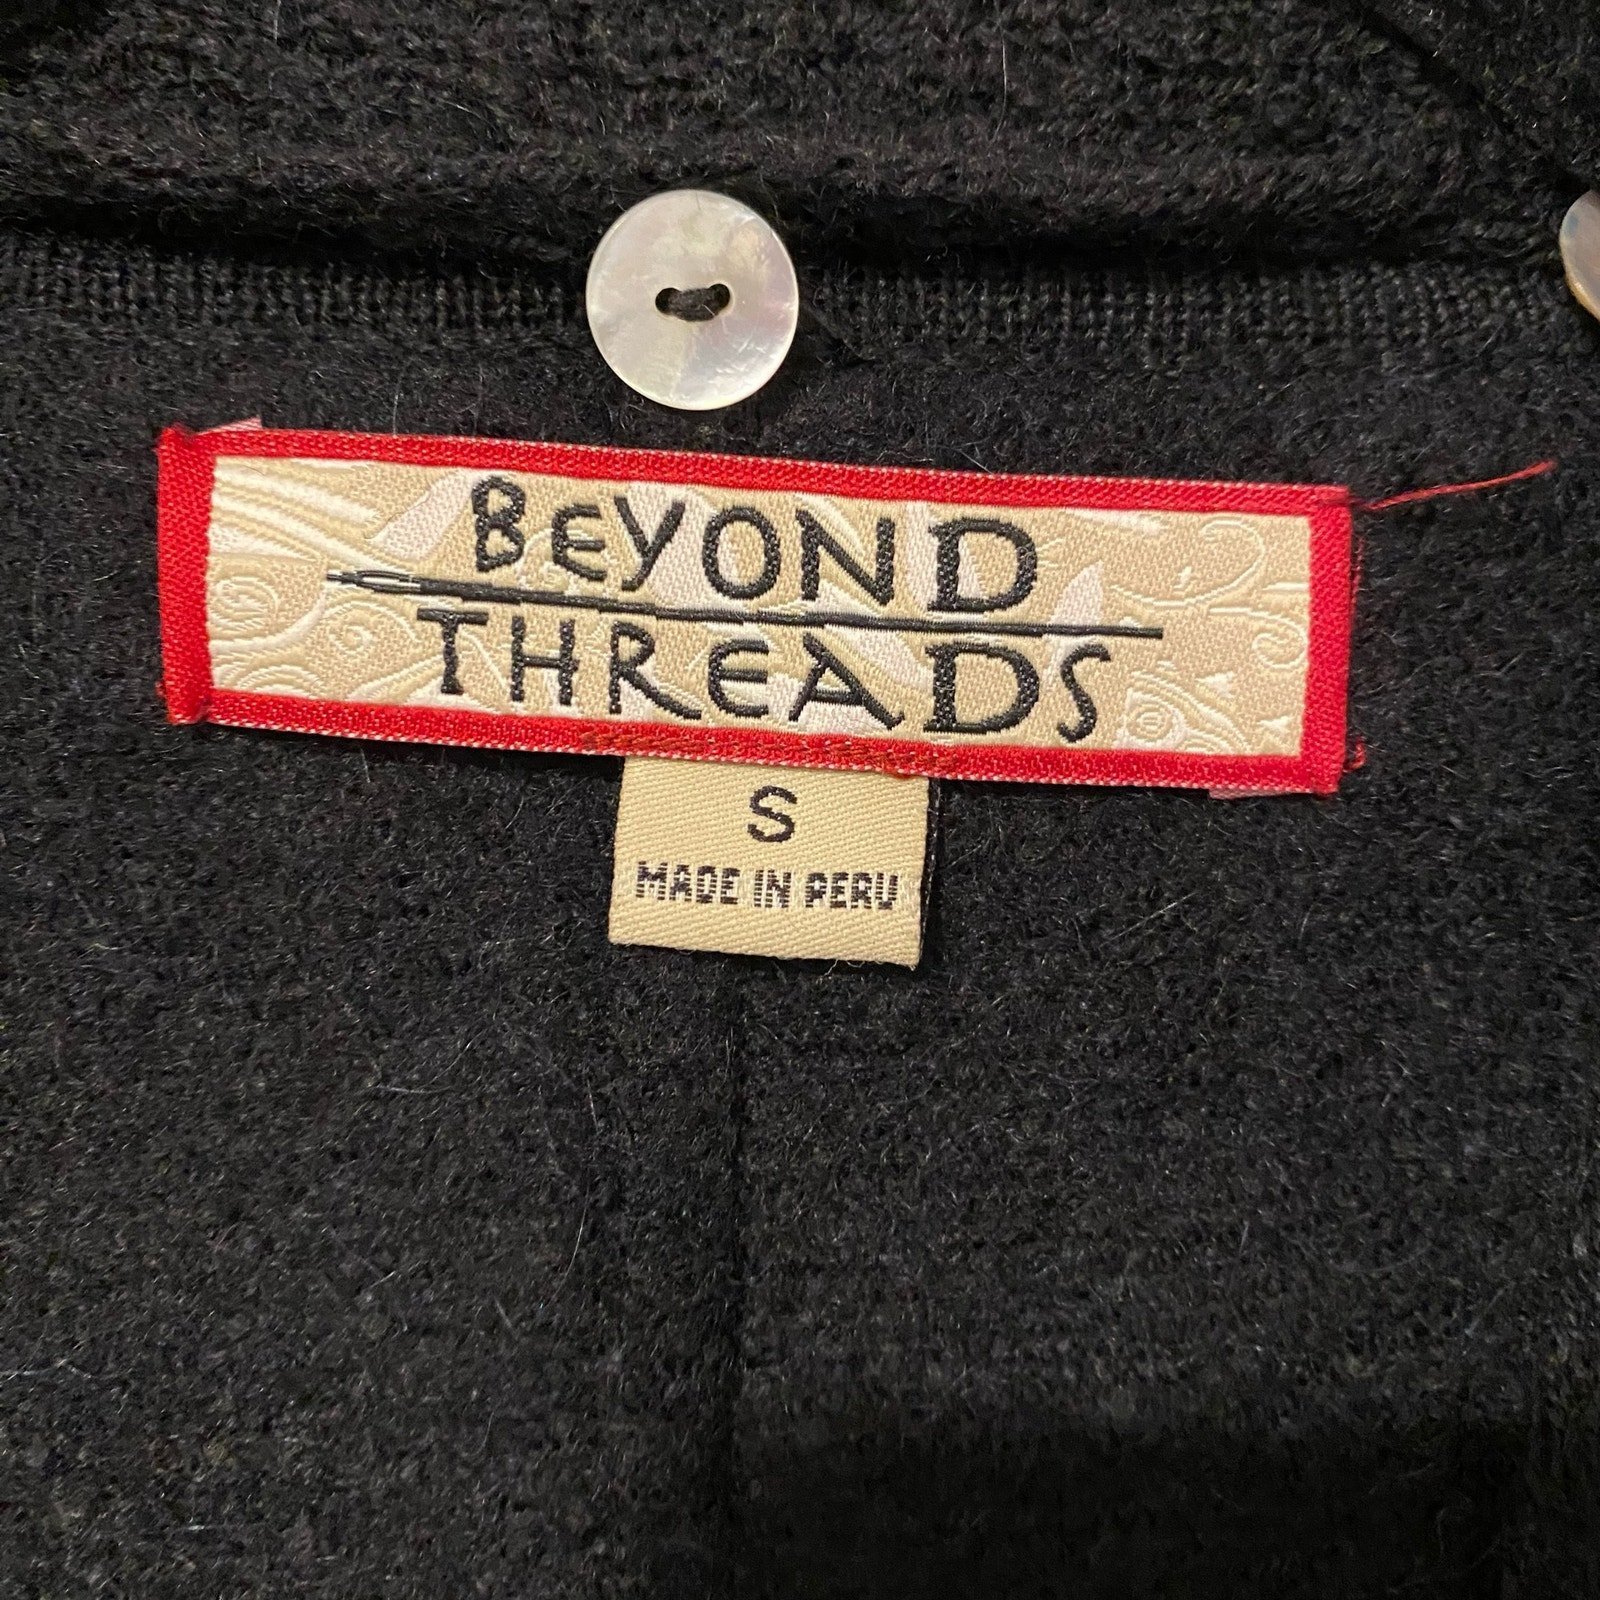 BEYOND
THREADS
S
MADE IN PERU